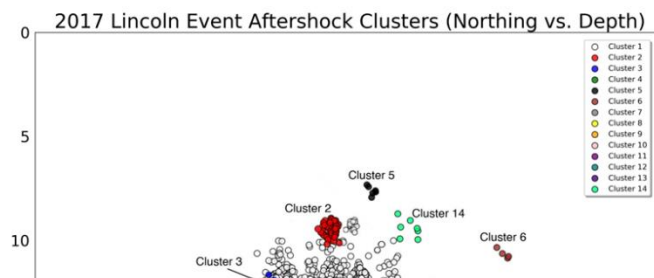 2017 Lincoln Event Aftershock Clusters (Northing vs. Depth)
0
Cluster 1
Cluster 2
Cluster 3
Cluster 4
Cluster 5
Cluster 6
Cluster 7
Cluster 8
Cluster 9
Cluster 10
Cluster 11
Cluster 12
Cluster 13
Cluster 14
5
Cluster 5
Cluster 2
Cluster 14
10
Cluster 6
Cluster 3